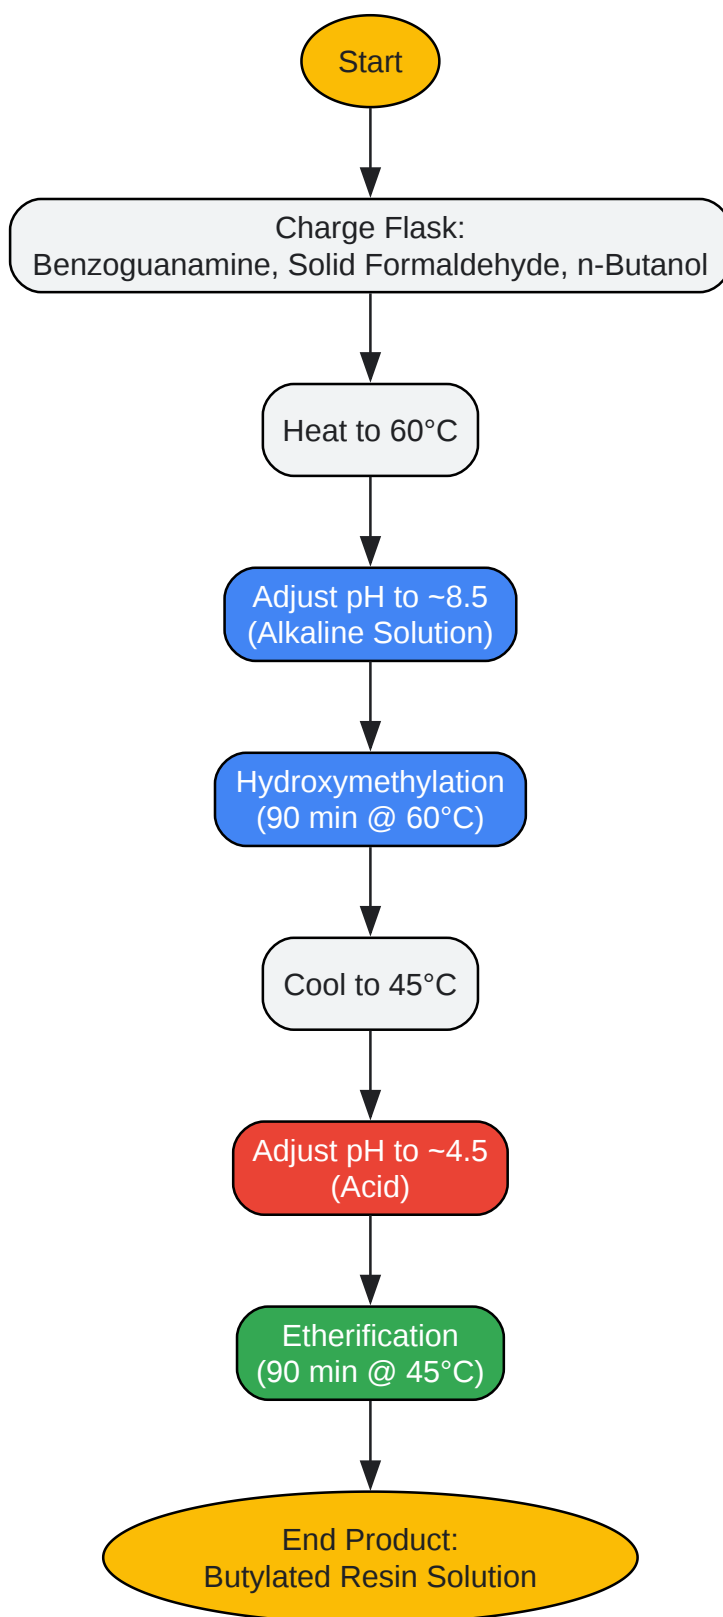 Start
Charge Flask:
Benzoguanamine, Solid Formaldehyde, n-Butanol
Heat to 60°C
Adjust pH to ~8.5
(Alkaline Solution)
Hydroxymethylation
(90 min @ 60°C)
Cool to 45°C
Adjust pH to ~4.5
(Acid)
Etherification
(90 min @ 45°C)
End Product:
Butylated Resin Solution